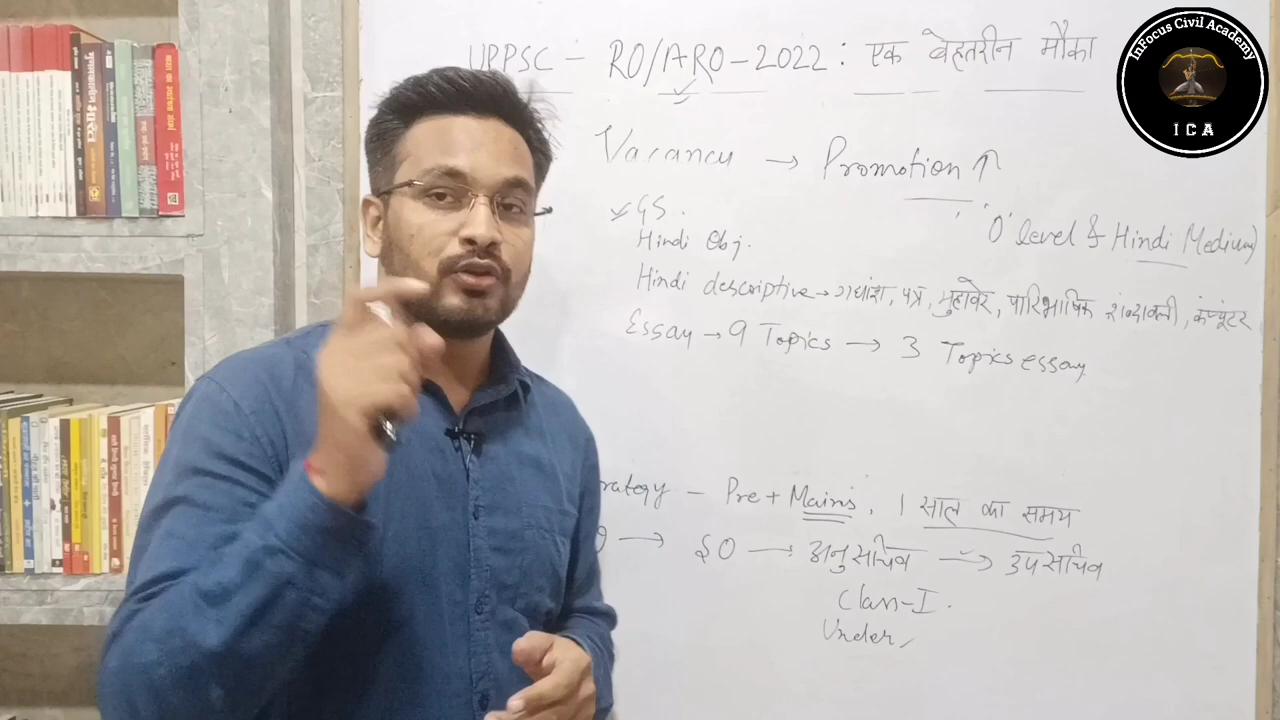 UPPSC - RO/ARO-2022 : एक बेहतरीन मौका
InFocus Civil Academy
ICA
Vacancy → Promotion ↑
GS.
'O' level & Hindi Medium)
Hindi Obj.
Hindi descriptive → गद्यांश, पत्र, मुहावरे, पारिभाषिक शब्दावली, कंप्यूटर
Essay → 9 Topics → 3 Topics essay
rategy - Pre + Mains, 1 साल का समय
O → SO → अनुसचिव → उपसचिव
Class-I.
Under